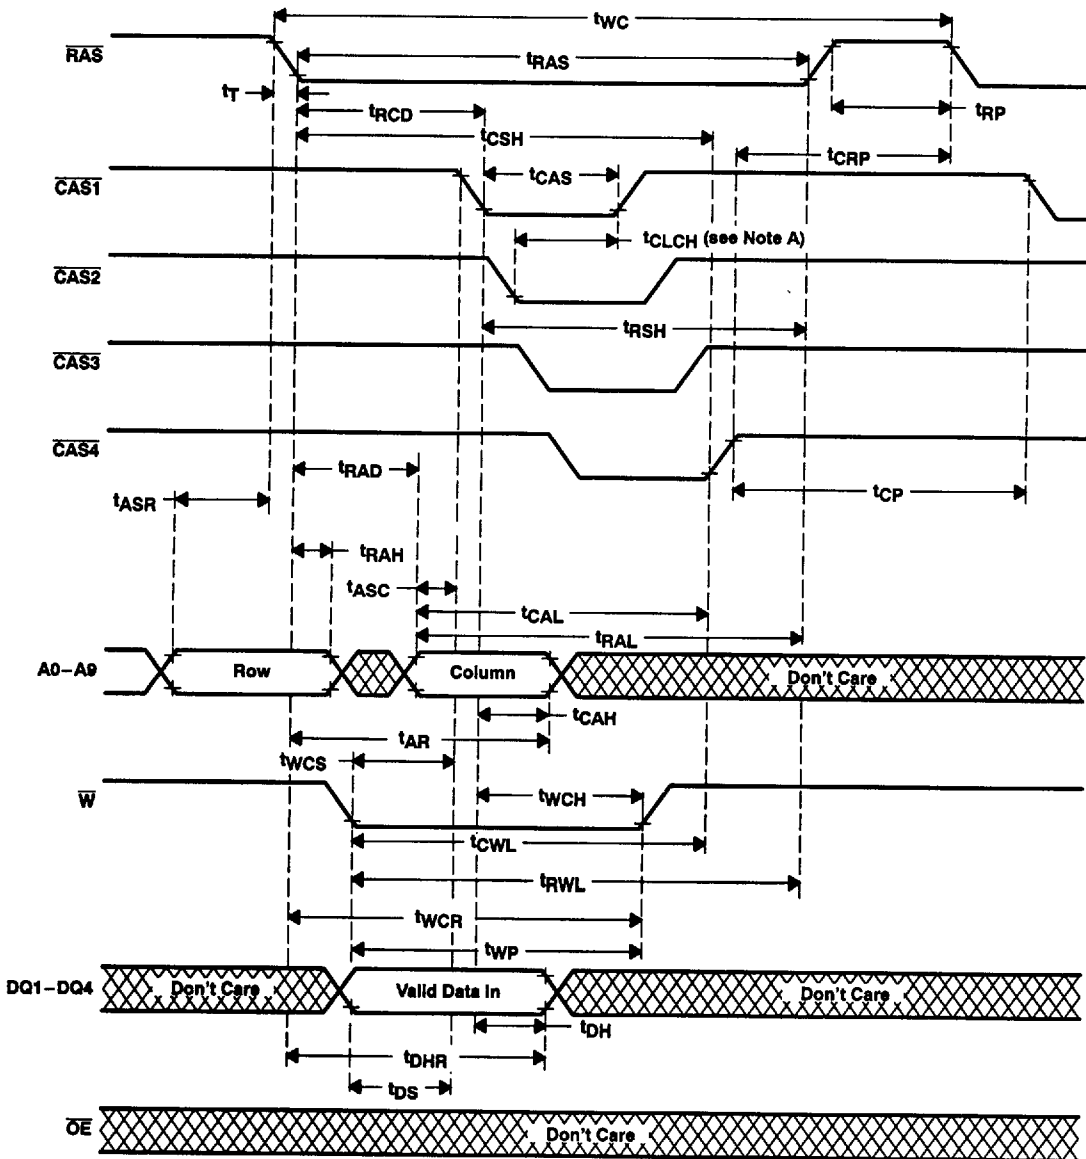 tWC
RAS
tRAS
tT
tRCD
tRP
tCSH
tCRP
CAS1
tCAS
tCLCH (see Note A)
CAS2
tRSH
CAS3
CAS4
tRAD
tASR
tCP
tRAH
tASC
tCAL
tRAL
A0–A9
Row
Column
Don't Care
tCAH
tAR
tWCS
W
tWCH
tCWL
tRWL
tWCR
tWP
DQ1–DQ4
Don't Care
Valid Data In
Don't Care
tDH
tDHR
tDS
OE
Don't Care